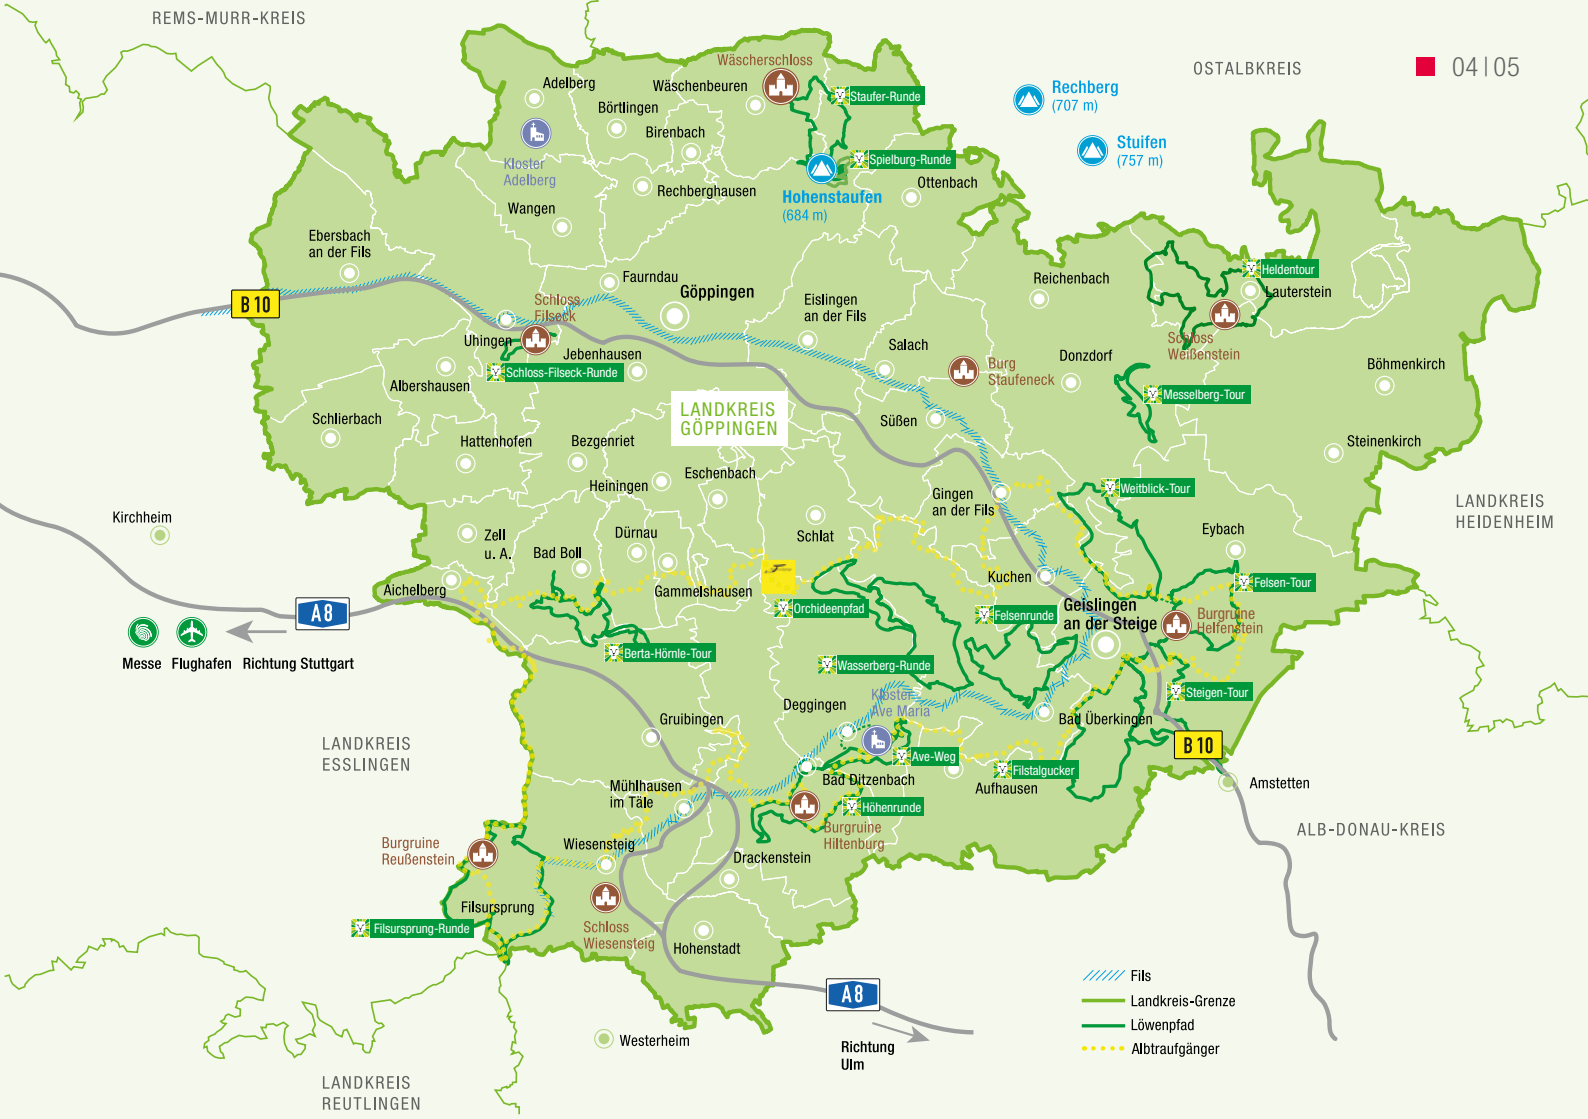 REMS-MURR-KREIS
OSTALBKREIS
04 | 05
Wäscherschloss
Adelberg
Wäschenbeuren
Staufer-Runde
Rechberg
(707 m)
Börtlingen
Birenbach
Stuifen
(757 m)
Kloster
Adelberg
Spielburg-Runde
Rechberghausen
Ottenbach
Hohenstaufen
(684 m)
Wangen
Ebersbach
an der Fils
Faurndau
Göppingen
Reichenbach
Heldentour
Lauterstein
B 10
Schloss
Filseck
Eislingen
an der Fils
Uhingen
Jebenhausen
Salach
Schloss
Weißenstein
Schloss-Filseck-Runde
Burg
Staufeneck
Donzdorf
Böhmenkirch
Albershausen
Messelberg-Tour
LANDKREIS
GÖPPINGEN
Schlierbach
Süßen
Hattenhofen
Bezgenriet
Steinenkirch
Eschenbach
Heiningen
Gingen
an der Fils
Weitblick-Tour
LANDKREIS
HEIDENHEIM
Kirchheim
Zell
u. A.
Dürnau
Schlat
Eybach
Bad Boll
Aichelberg
Gammelshausen
Kuchen
Felsen-Tour
A8
Orchideenpfad
Felsenrunde
Geislingen
an der Steige
Burgruine
Helfenstein
Messe
Flughafen
Richtung Stuttgart
Berta-Hörnle-Tour
Wasserberg-Runde
Steigen-Tour
Kloster
Ave Maria
Deggingen
Gruibingen
Bad Überkingen
LANDKREIS
ESSLINGEN
B 10
Ave-Weg
Filstalgucker
Bad Ditzenbach
Aufhausen
Amstetten
Mühlhausen
im Täle
Höhenrunde
Burgruine
Hiltenburg
ALB-DONAU-KREIS
Burgruine
Reußenstein
Wiesensteig
Drackenstein
Filsursprung
Filsursprung-Runde
Schloss
Wiesensteig
Hohenstadt
A8
Fils
Landkreis-Grenze
Löwenpfad
Albtraufgänger
Westerheim
Richtung
Ulm
LANDKREIS
REUTLINGEN